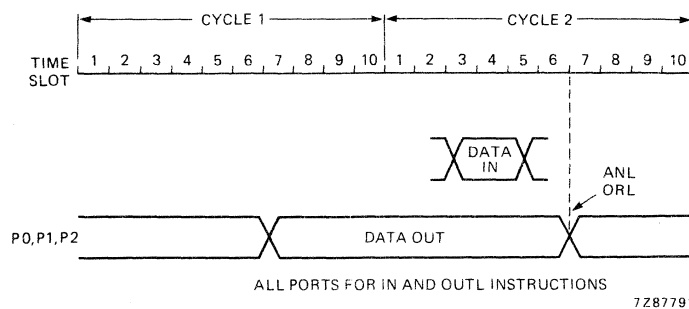 CYCLE 1 CYCLE 2
TIME SLOT 1 2 3 4 5 6 7 8 9 10 1 2 3 4 5 6 7 8 9 10
DATA IN
ANL
ORL
P0,P1,P2 DATA OUT
ALL PORTS FOR IN AND OUTL INSTRUCTIONS
7Z87791